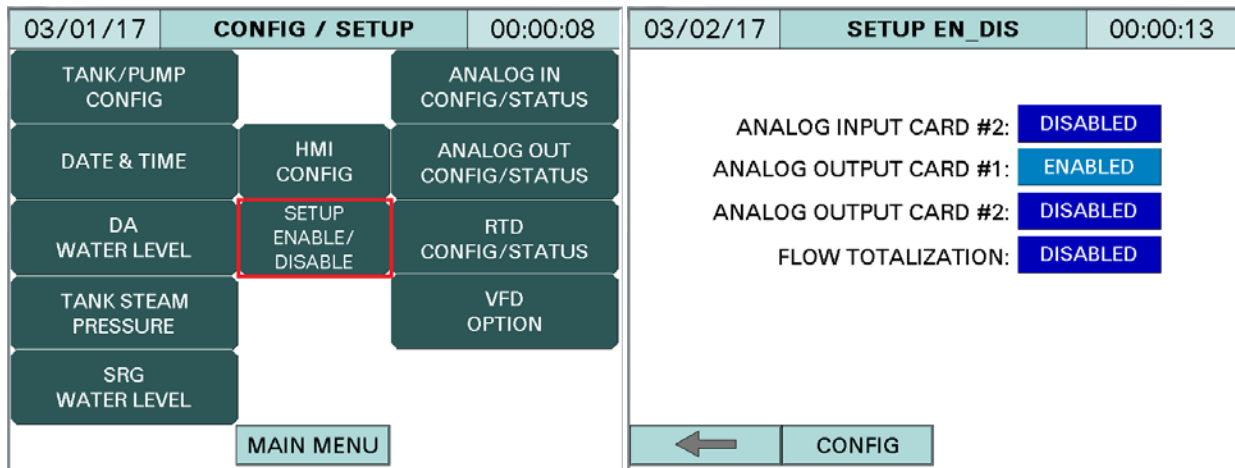 03/01/17 CONFIG / SETUP 00:00:08
TANK/PUMP
CONFIG
ANALOG IN
CONFIG/STATUS
DATE & TIME
HMI
CONFIG
ANALOG OUT
CONFIG/STATUS
DA
WATER LEVEL
SETUP
ENABLE/
DISABLE
RTD
CONFIG/STATUS
TANK STEAM
PRESSURE
VFD
OPTION
SRG
WATER LEVEL
MAIN MENU
03/02/17 SETUP EN_DIS 00:00:13
ANALOG INPUT CARD #2: DISABLED
ANALOG OUTPUT CARD #1: ENABLED
ANALOG OUTPUT CARD #2: DISABLED
FLOW TOTALIZATION: DISABLED
CONFIG